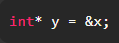 int* y = &x;